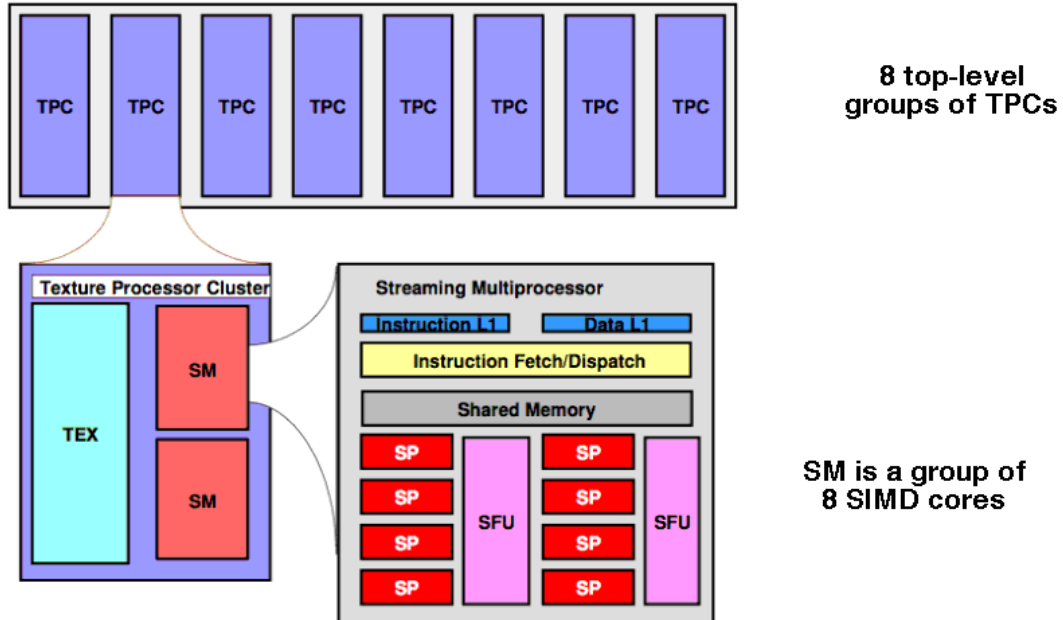 TPC TPC TPC TPC TPC TPC TPC TPC
8 top-level
groups of TPCs
Texture Processor Cluster
TEX
SM
SM
Streaming Multiprocessor
Instruction L1 Data L1
Instruction Fetch/Dispatch
Shared Memory
SP SP
SP SP
SFU SFU
SP SP
SP SP
SM is a group of
8 SIMD cores